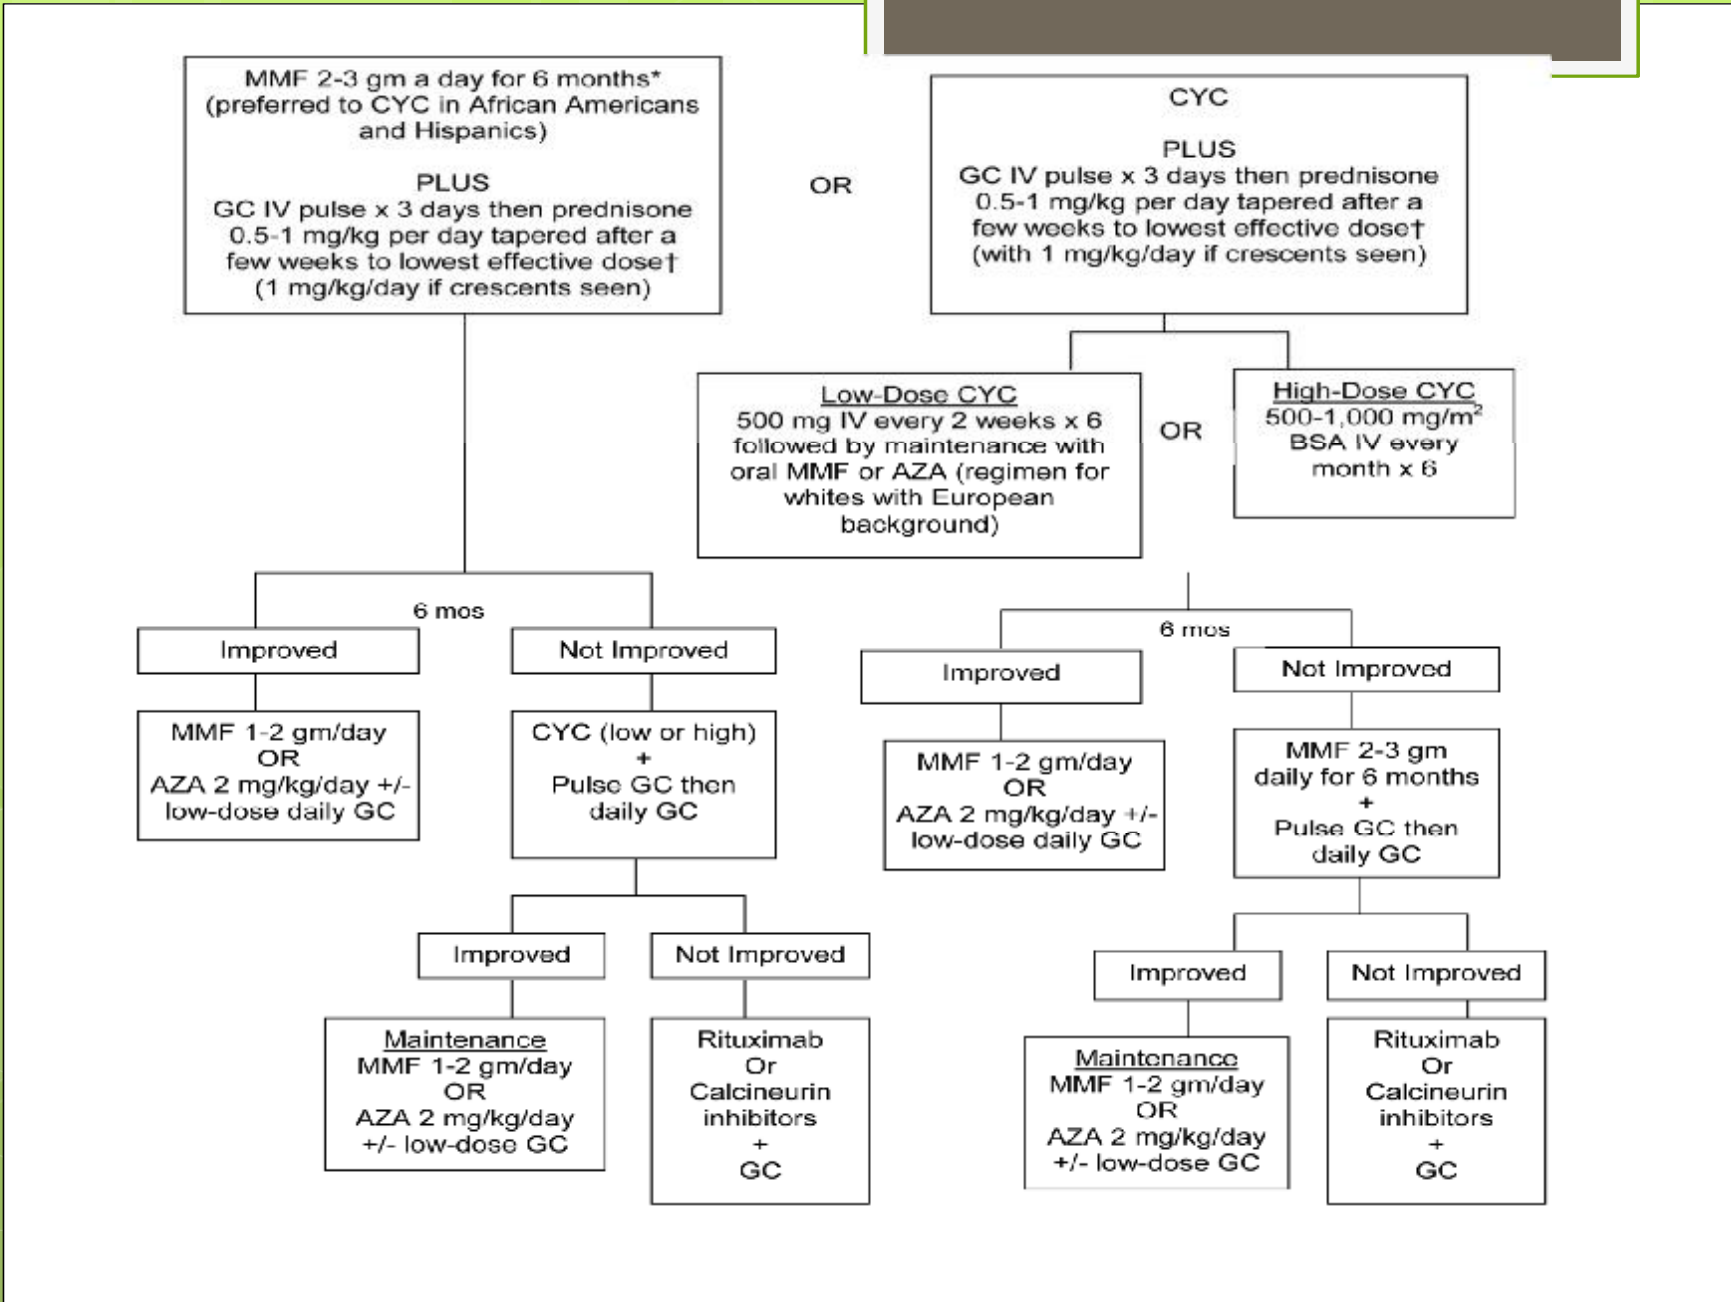 MMF 2-3 gm a day for 6 months*
(preferred to CYC in African Americans
and Hispanics)
PLUS
GC IV pulse x 3 days then prednisone
0.5-1 mg/kg per day tapered after a
few weeks to lowest effective dose†
(1 mg/kg/day if crescents seen)
OR
CYC
PLUS
GC IV pulse x 3 days then prednisone
0.5-1 mg/kg per day tapered after a
few weeks to lowest effective dose†
(with 1 mg/kg/day if crescents seen)
Low-Dose CYC
500 mg IV every 2 weeks x 6
followed by maintenance with
oral MMF or AZA (regimen for
whites with European
background)
OR
High-Dose CYC
500-1,000 mg/m²
BSA IV every
month x 6
6 mos
Improved
Not Improved
MMF 1-2 gm/day
OR
AZA 2 mg/kg/day +/-
low-dose daily GC
CYC (low or high)
+
Pulse GC then
daily GC
Improved
Not Improved
Maintenance
MMF 1-2 gm/day
OR
AZA 2 mg/kg/day
+/- low-dose GC
Rituximab
Or
Calcineurin
inhibitors
+
GC
6 mos
Improved
Not Improved
MMF 1-2 gm/day
OR
AZA 2 mg/kg/day +/-
low-dose daily GC
MMF 2-3 gm
daily for 6 months
+
Pulse GC then
daily GC
Improved
Not Improved
Maintenance
MMF 1-2 gm/day
OR
AZA 2 mg/kg/day
+/- low-dose GC
Rituximab
Or
Calcineurin
inhibitors
+
GC